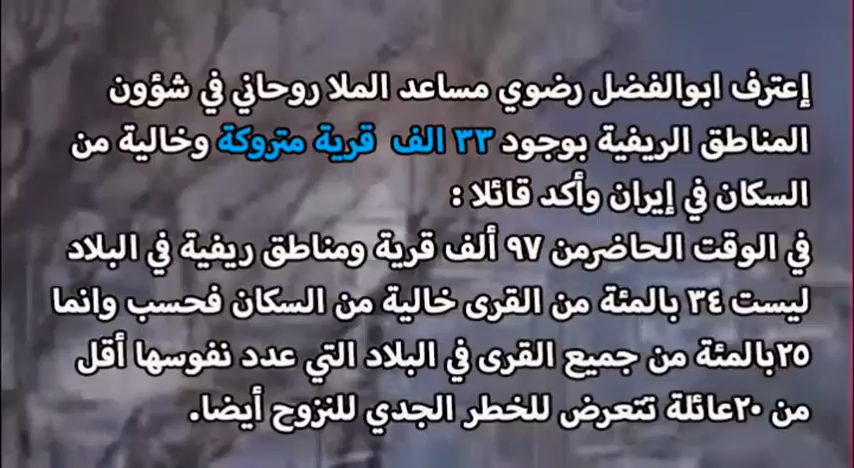 إعترف ابوالفضل رضوي مساعد الملا روحاني في شؤون
المناطق الريفية بوجود ٣٣ الف قرية متروكة وخالية من
السكان في إيران وأكد قائلا :
في الوقت الحاضرمن ٩٧ ألف قرية ومناطق ريفية في البلاد
ليست ٣٤ بالمئة من القرى خالية من السكان فحسب وانما
٢٥بالمئة من جميع القرى في البلاد التي عدد نفوسها أقل
من ٢٠عائلة تتعرض للخطر الجدي للنزوح أيضا.